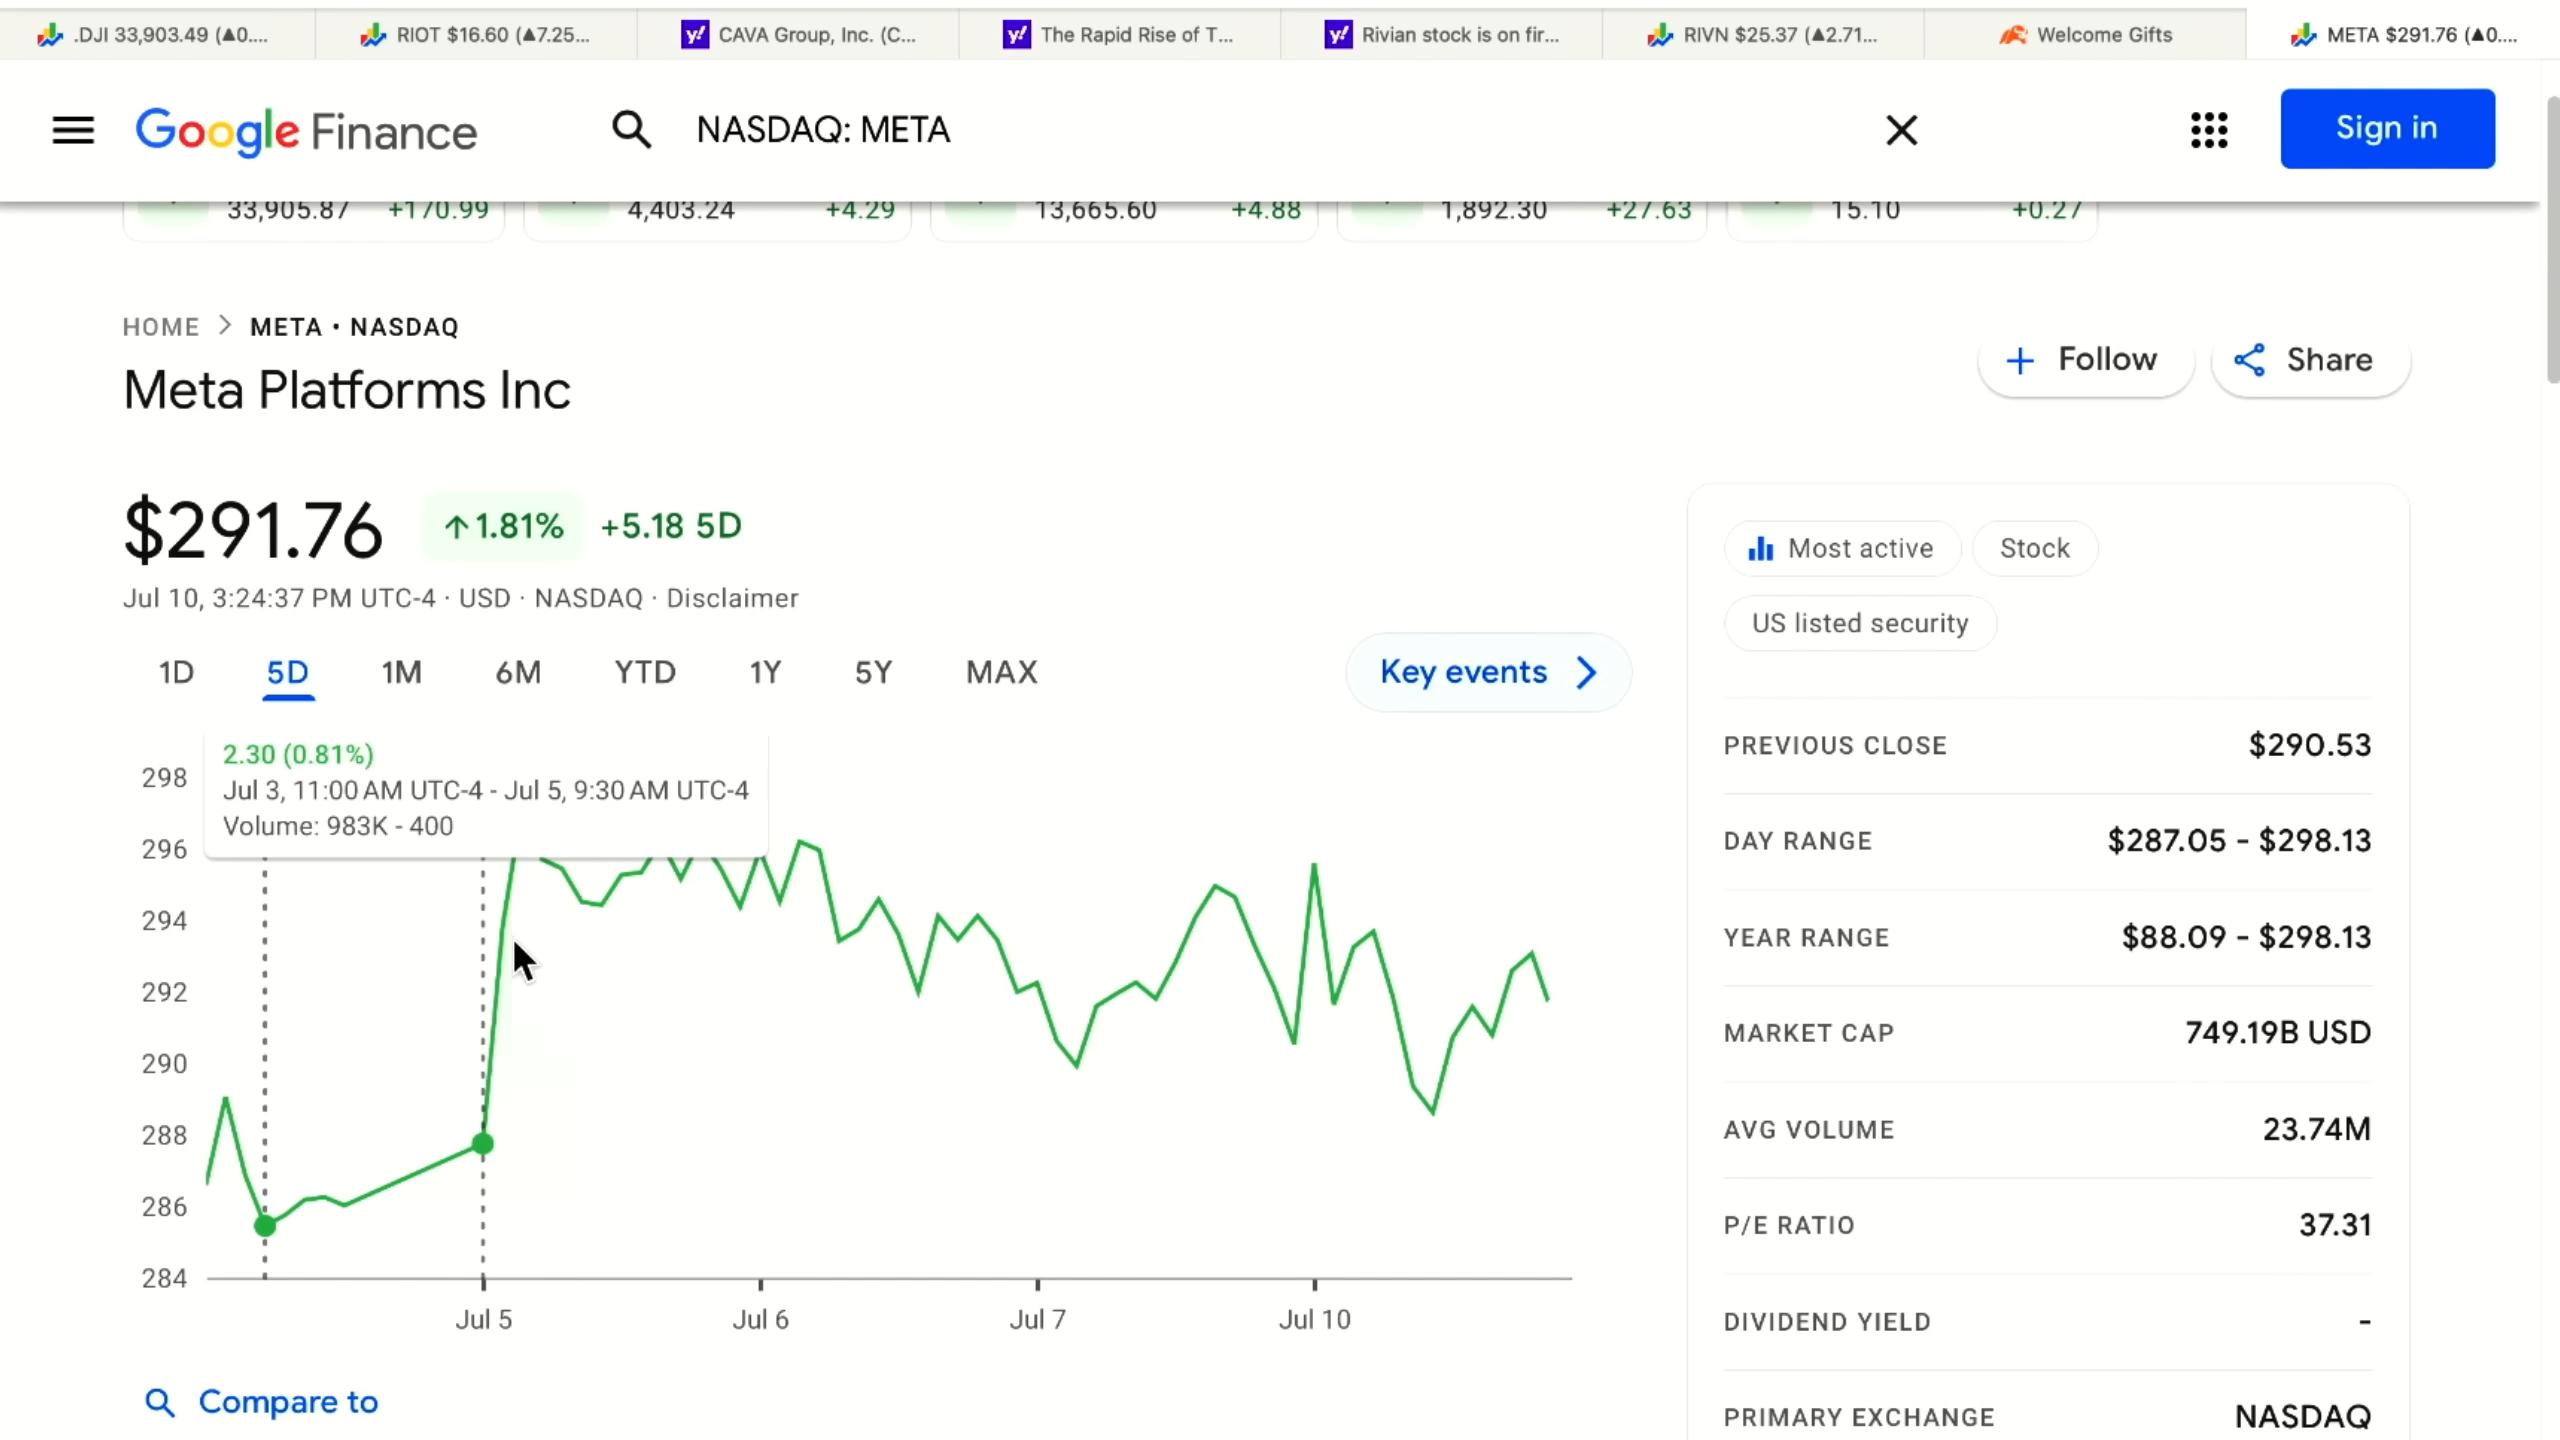 .DJI 33,903.49 (▲0.... RIOT $16.60 (▲7.25... CAVA Group, Inc. (C... The Rapid Rise of T... Rivian stock is on fir... RIVN $25.37 (▲2.71... Welcome Gifts META $291.76 (▲0....
Google Finance NASDAQ: META Sign in
33,905.87 +170.99 4,403.24 +4.29 13,665.60 +4.88 1,892.30 +27.63 15.10 +0.27
HOME > META • NASDAQ
Meta Platforms Inc
+ Follow Share
$291.76 ↑1.81% +5.18 5D
Jul 10, 3:24:37 PM UTC-4 · USD · NASDAQ · Disclaimer
1D 5D 1M 6M YTD 1Y 5Y MAX
Key events >
2.30 (0.81%)
Jul 3, 11:00 AM UTC-4 - Jul 5, 9:30 AM UTC-4
Volume: 983K - 400
298
296
294
292
290
288
286
284
Jul 5 Jul 6 Jul 7 Jul 10
Compare to
Most active Stock
US listed security
PREVIOUS CLOSE $290.53
DAY RANGE $287.05 - $298.13
YEAR RANGE $88.09 - $298.13
MARKET CAP 749.19B USD
AVG VOLUME 23.74M
P/E RATIO 37.31
DIVIDEND YIELD -
PRIMARY EXCHANGE NASDAQ